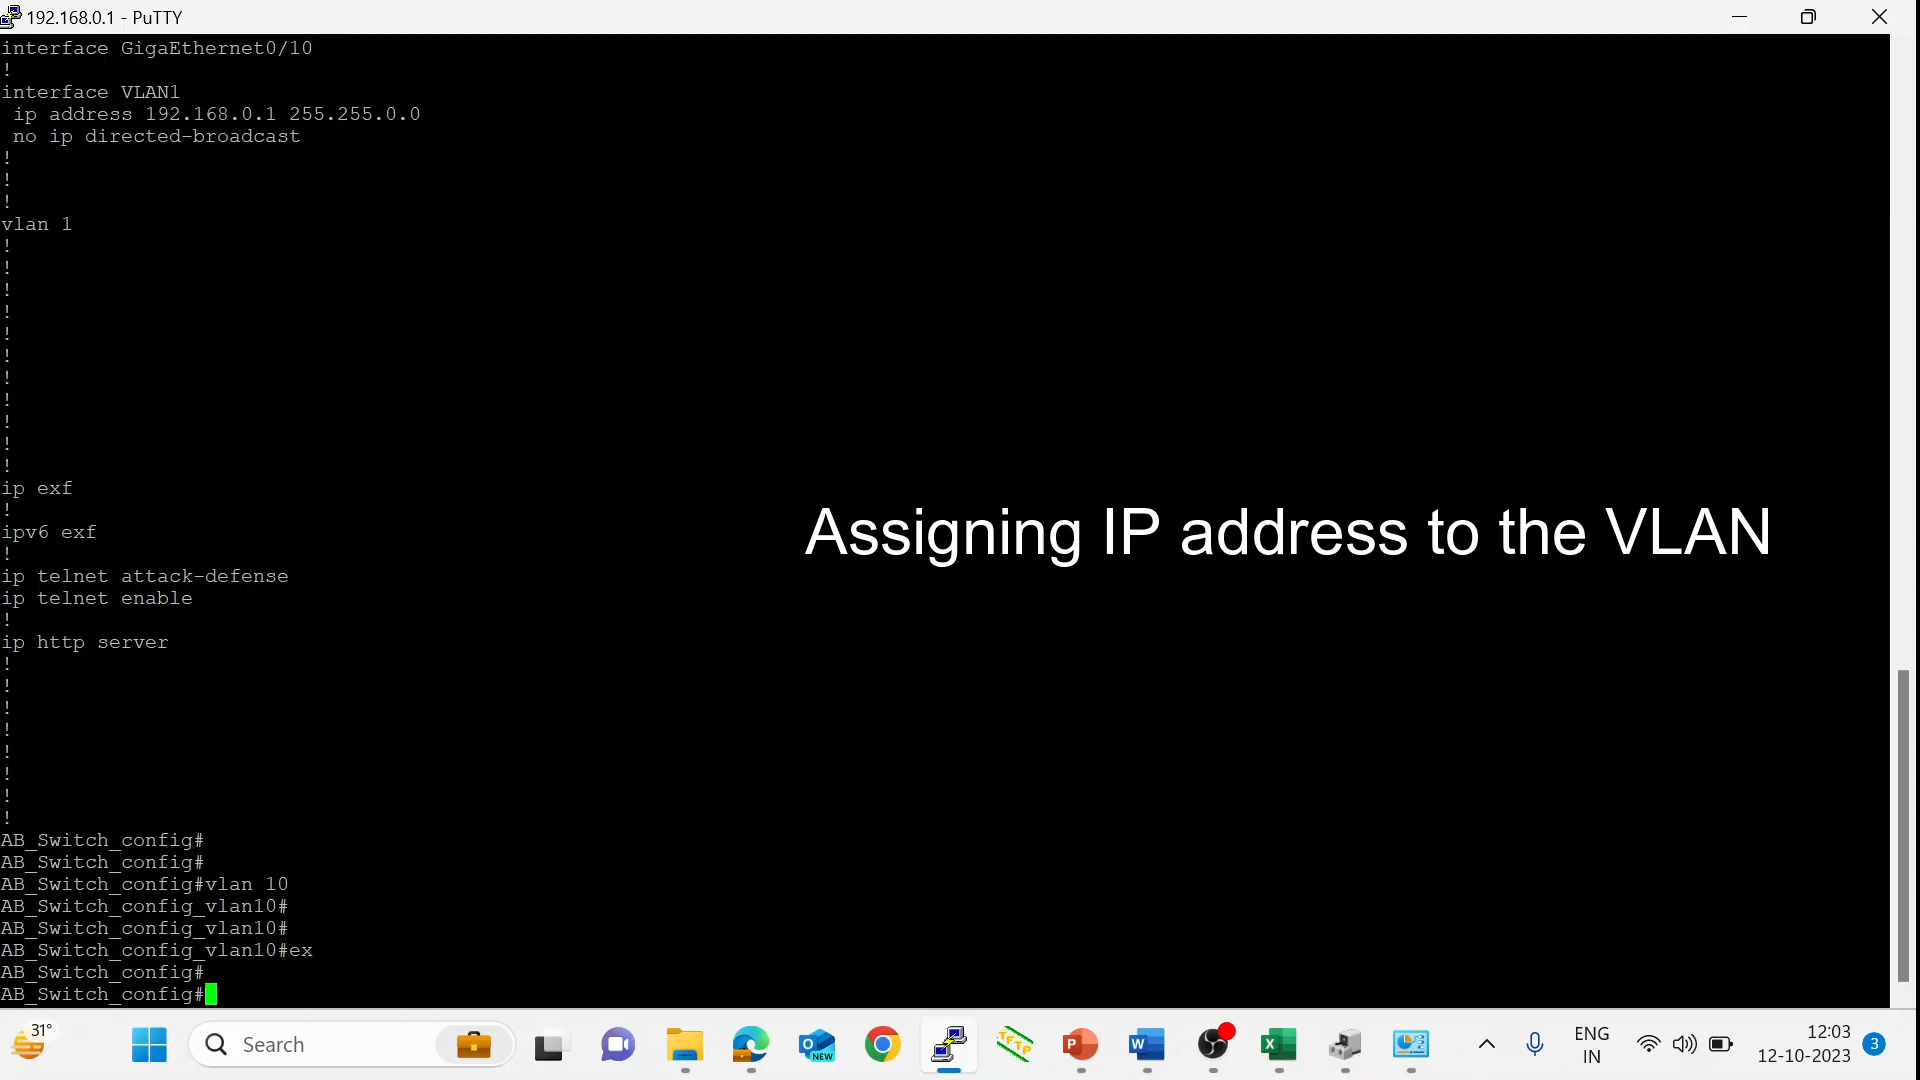 192.168.0.1 - PuTTY
interface GigaEthernet0/10
!
interface VLAN1
 ip address 192.168.0.1 255.255.0.0
 no ip directed-broadcast
!
!
!
vlan 1
!
!
!
!
!
!
!
!
!
!
!
ip exf
!
ipv6 exf
!
ip telnet attack-defense
ip telnet enable
!
ip http server
!
!
!
!
!
!
!
!
AB_Switch_config#
AB_Switch_config#
AB_Switch_config#vlan 10
AB_Switch_config_vlan10#
AB_Switch_config_vlan10#
AB_Switch_config_vlan10#ex
AB_Switch_config#
AB_Switch_config#
Assigning IP address to the VLAN
31°
Search
NEW
TFTP
ENG
IN
12:03
12-10-2023
3